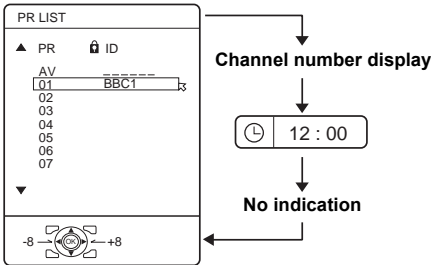 PR LIST
PR ID
AV _ _ _ _ _ _
01 BBC1
02
03
04
05
06
07
-8 OK +8
Channel number display
12 : 00
No indication